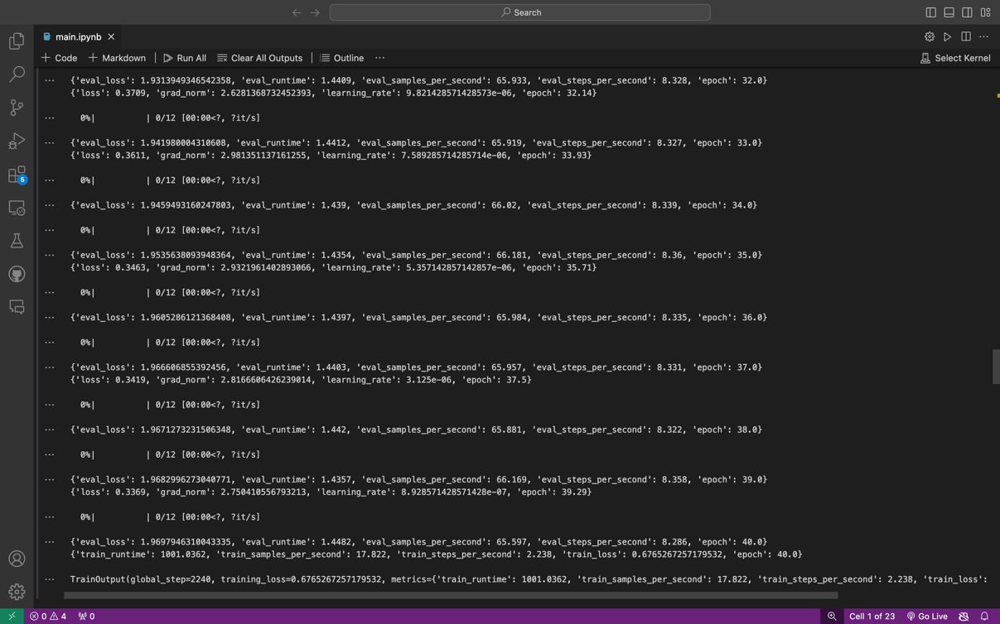 Search
main.ipynb
Code Markdown Run All Clear All Outputs Outline ... Select Kernel
... {'eval_loss': 1.9313949346542358, 'eval_runtime': 1.4409, 'eval_samples_per_second': 65.933, 'eval_steps_per_second': 8.328, 'epoch': 32.0}
{'loss': 0.3709, 'grad_norm': 2.6281368732452393, 'learning_rate': 9.821428571428573e-06, 'epoch': 32.14}
... 0%| | 0/12 [00:00<?, ?it/s]
... {'eval_loss': 1.941980004310608, 'eval_runtime': 1.4412, 'eval_samples_per_second': 65.919, 'eval_steps_per_second': 8.327, 'epoch': 33.0}
{'loss': 0.3611, 'grad_norm': 2.981351137161255, 'learning_rate': 7.589285714285714e-06, 'epoch': 33.93}
... 0%| | 0/12 [00:00<?, ?it/s]
... {'eval_loss': 1.9459493160247803, 'eval_runtime': 1.439, 'eval_samples_per_second': 66.02, 'eval_steps_per_second': 8.339, 'epoch': 34.0}
... 0%| | 0/12 [00:00<?, ?it/s]
... {'eval_loss': 1.9535638093948364, 'eval_runtime': 1.4354, 'eval_samples_per_second': 66.181, 'eval_steps_per_second': 8.36, 'epoch': 35.0}
{'loss': 0.3463, 'grad_norm': 2.9321961402893066, 'learning_rate': 5.357142857142857e-06, 'epoch': 35.71}
... 0%| | 0/12 [00:00<?, ?it/s]
... {'eval_loss': 1.9605286121368408, 'eval_runtime': 1.4397, 'eval_samples_per_second': 65.984, 'eval_steps_per_second': 8.335, 'epoch': 36.0}
... 0%| | 0/12 [00:00<?, ?it/s]
... {'eval_loss': 1.966606855392456, 'eval_runtime': 1.4403, 'eval_samples_per_second': 65.957, 'eval_steps_per_second': 8.331, 'epoch': 37.0}
{'loss': 0.3419, 'grad_norm': 2.8166606426239014, 'learning_rate': 3.125e-06, 'epoch': 37.5}
... 0%| | 0/12 [00:00<?, ?it/s]
... {'eval_loss': 1.9671273231506348, 'eval_runtime': 1.442, 'eval_samples_per_second': 65.881, 'eval_steps_per_second': 8.322, 'epoch': 38.0}
... 0%| | 0/12 [00:00<?, ?it/s]
... {'eval_loss': 1.9682996273040771, 'eval_runtime': 1.4357, 'eval_samples_per_second': 66.169, 'eval_steps_per_second': 8.358, 'epoch': 39.0}
{'loss': 0.3369, 'grad_norm': 2.750410556793213, 'learning_rate': 8.928571428571428e-07, 'epoch': 39.29}
... 0%| | 0/12 [00:00<?, ?it/s]
... {'eval_loss': 1.9697946310043335, 'eval_runtime': 1.4482, 'eval_samples_per_second': 65.597, 'eval_steps_per_second': 8.286, 'epoch': 40.0}
{'train_runtime': 1001.0362, 'train_samples_per_second': 17.822, 'train_steps_per_second': 2.238, 'train_loss': 0.6765267257179532, 'epoch': 40.0}
... TrainOutput(global_step=2240, training_loss=0.6765267257179532, metrics={'train_runtime': 1001.0362, 'train_samples_per_second': 17.822, 'train_steps_per_second': 2.238, 'train_loss':
5
0 4 0 Cell 1 of 23 Go Live